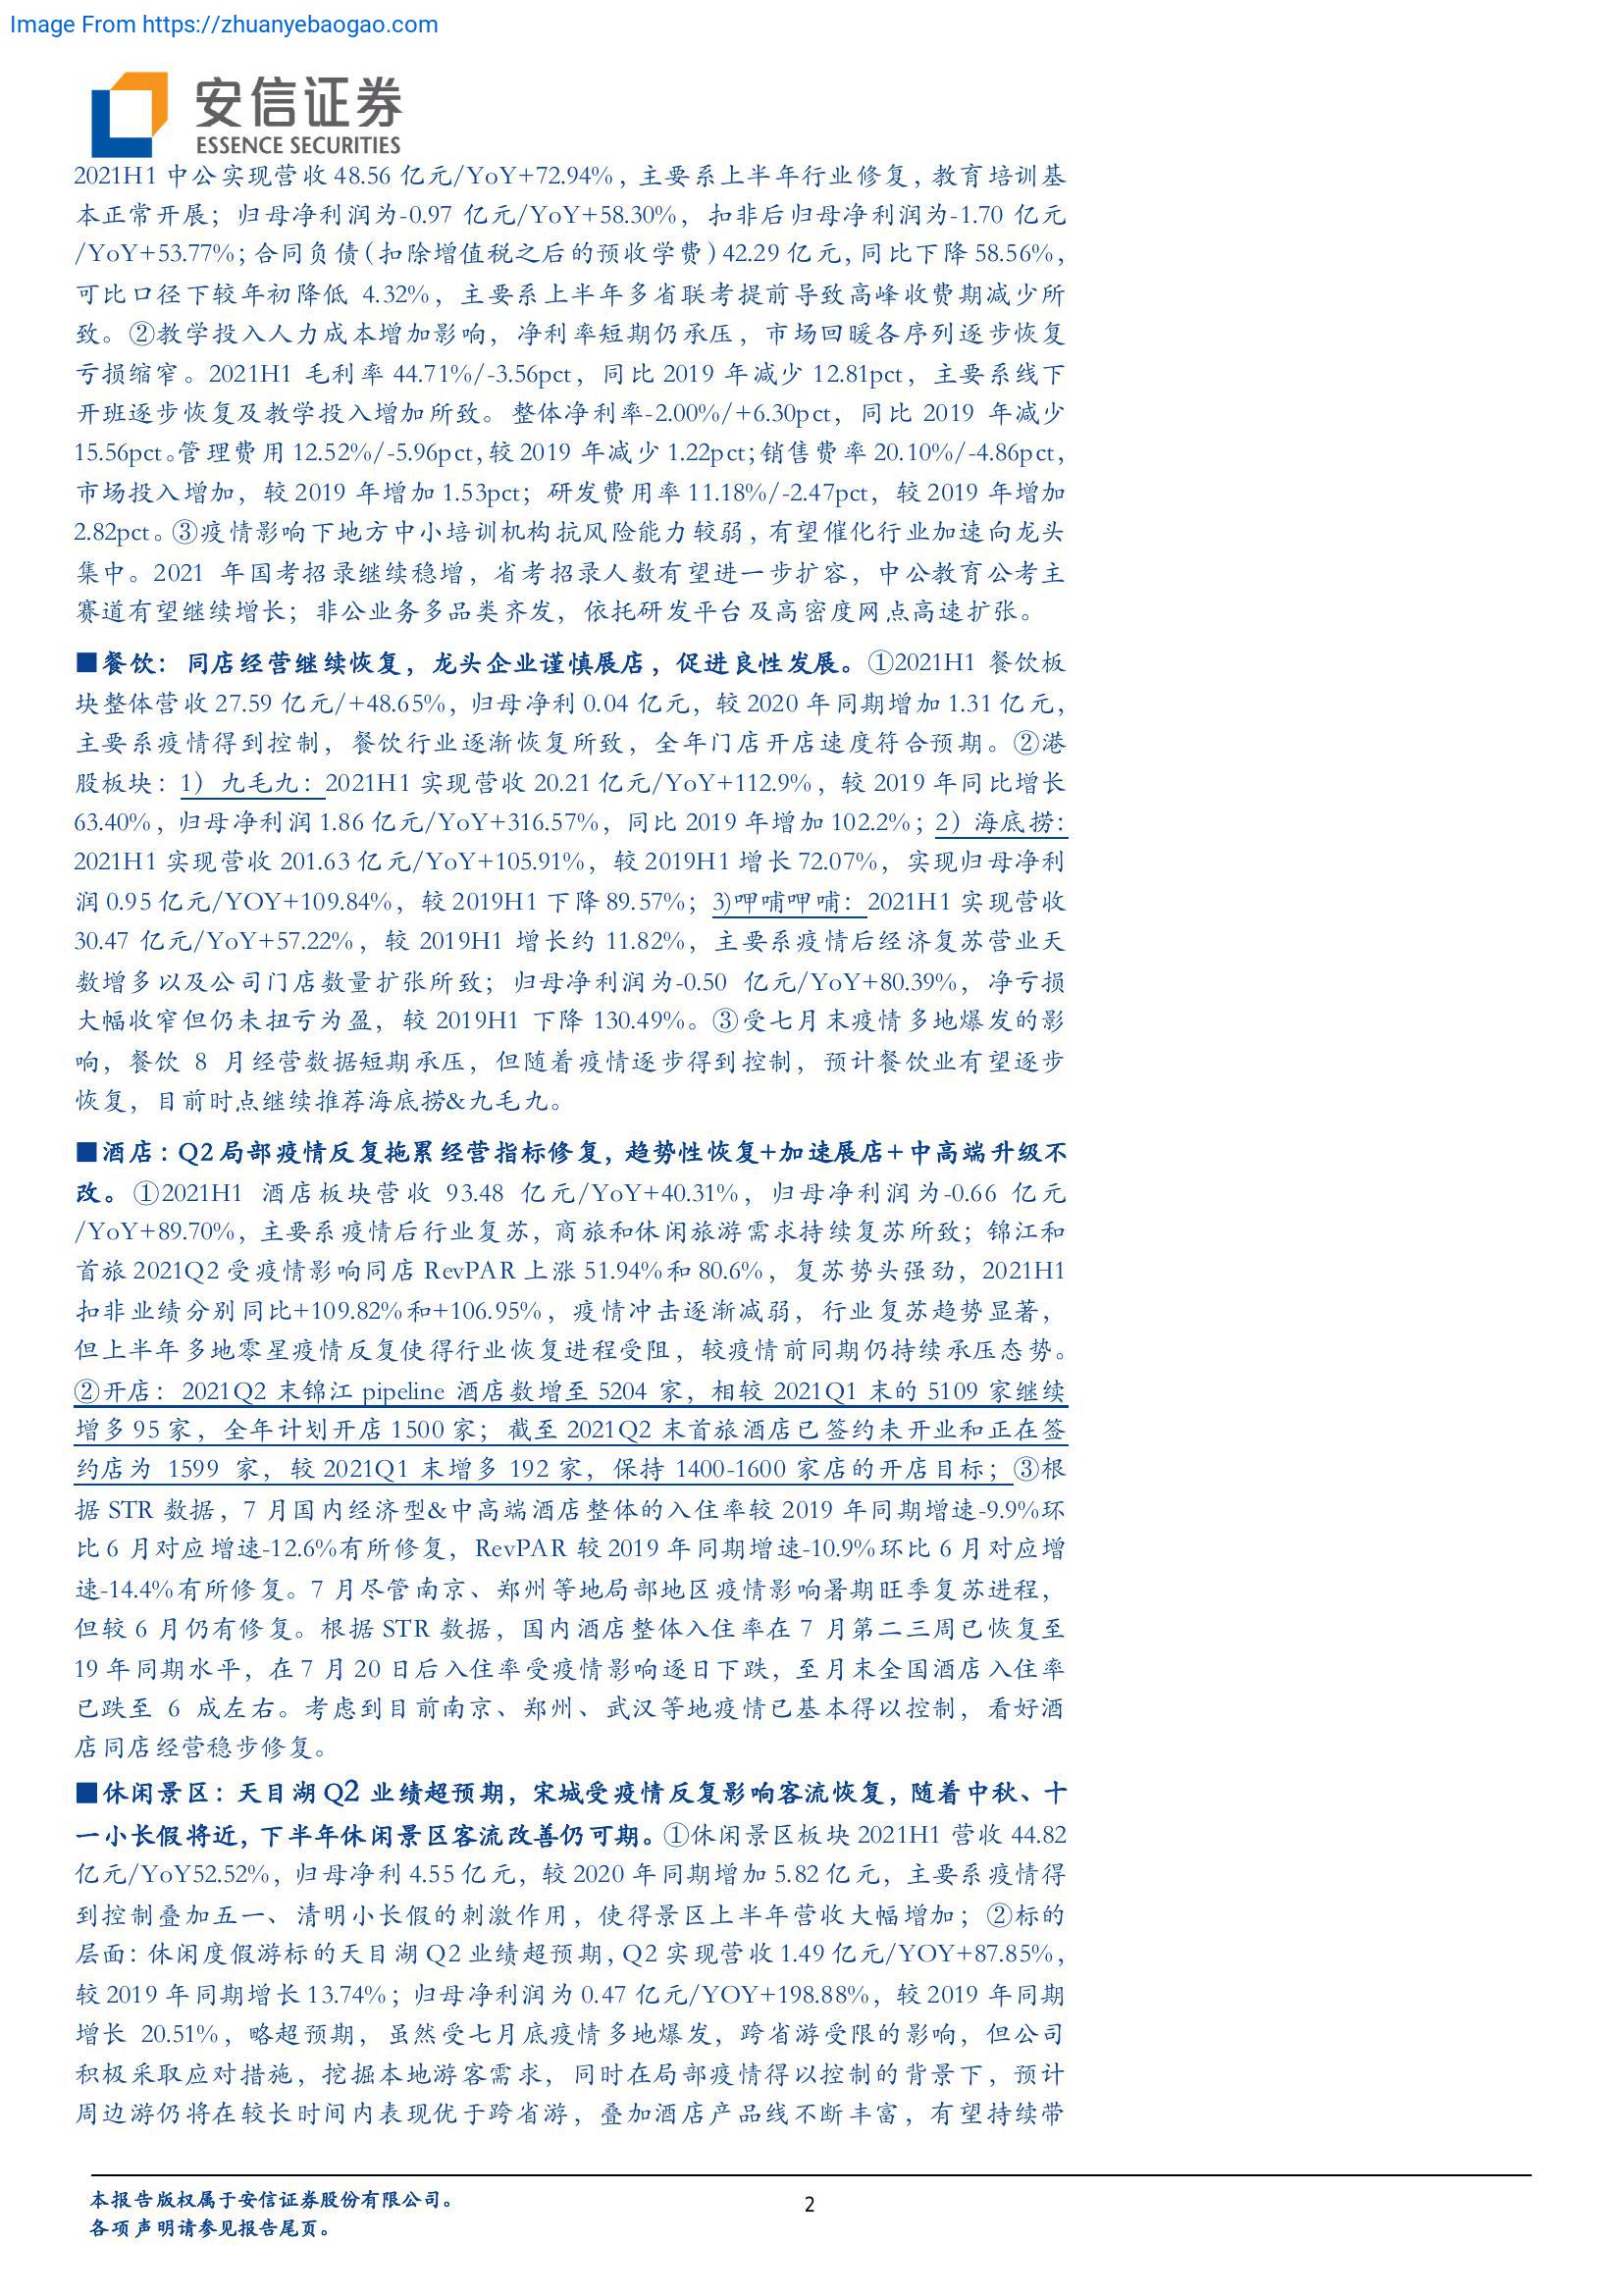 Image From https://zhuanyebaogao.com
安信证券
ESSENCE SECURITIES
2021H1 中公实现营收 48.56 亿元/YoY+72.94%，主要系上半年行业修复，教育培训基
本正常开展；归母净利润为-0.97 亿元/YoY+58.30%，扣非后归母净利润为-1.70 亿元
/YoY+53.77%；合同负债（扣除增值税之后的预收学费）42.29 亿元，同比下降 58.56%，
可比口径下较年初降低 4.32%，主要系上半年多省联考提前导致高峰收费期减少所
致。②教学投入人力成本增加影响，净利率短期仍承压，市场回暖各序列逐步恢复
亏损缩窄。2021H1 毛利率 44.71%/-3.56pct，同比 2019 年减少 12.81pct，主要系线下
开班逐步恢复及教学投入增加所致。整体净利率-2.00%/+6.30pct，同比 2019 年减少
15.56pct。管理费用 12.52%/-5.96pct，较 2019 年减少 1.22pct；销售费率 20.10%/-4.86pct，
市场投入增加，较 2019 年增加 1.53pct；研发费用率 11.18%/-2.47pct，较 2019 年增加
2.82pct。③疫情影响下地方中小培训机构抗风险能力较弱，有望催化行业加速向龙头
集中。2021 年国考招录继续稳增，省考招录人数有望进一步扩容，中公教育公考主
赛道有望继续增长；非公业务多品类齐发，依托研发平台及高密度网点高速扩张。
■餐饮：同店经营继续恢复，龙头企业谨慎展店，促进良性发展。①2021H1 餐饮板
块整体营收 27.59 亿元/+48.65%，归母净利 0.04 亿元，较 2020 年同期增加 1.31 亿元，
主要系疫情得到控制，餐饮行业逐渐恢复所致，全年门店开店速度符合预期。②港
股板块：1）九毛九：2021H1 实现营收 20.21 亿元/YoY+112.9%，较 2019 年同比增长
63.40%，归母净利润 1.86 亿元/YoY+316.57%，同比 2019 年增加 102.2%；2）海底捞：
2021H1 实现营收 201.63 亿元/YoY+105.91%，较 2019H1 增长 72.07%，实现归母净利
润 0.95 亿元/YOY+109.84%，较 2019H1 下降 89.57%；3)呷哺呷哺：2021H1 实现营收
30.47 亿元/YoY+57.22%，较 2019H1 增长约 11.82%，主要系疫情后经济复苏营业天
数增多以及公司门店数量扩张所致；归母净利润为-0.50 亿元/YoY+80.39%，净亏损
大幅收窄但仍未扭亏为盈，较 2019H1 下降 130.49%。③受七月末疫情多地爆发的影
响，餐饮 8 月经营数据短期承压，但随着疫情逐步得到控制，预计餐饮业有望逐步
恢复，目前时点继续推荐海底捞&九毛九。
■酒店：Q2 局部疫情反复拖累经营指标修复，趋势性恢复+加速展店+中高端升级不
改。①2021H1 酒店板块营收 93.48 亿元/YoY+40.31%，归母净利润为-0.66 亿元
/YoY+89.70%，主要系疫情后行业复苏，商旅和休闲旅游需求持续复苏所致；锦江和
首旅 2021Q2 受疫情影响同店 RevPAR 上涨 51.94%和 80.6%，复苏势头强劲，2021H1
扣非业绩分别同比+109.82%和+106.95%，疫情冲击逐渐减弱，行业复苏趋势显著，
但上半年多地零星疫情反复使得行业恢复进程受阻，较疫情前同期仍持续承压态势。
②开店：2021Q2 末锦江 pipeline 酒店数增至 5204 家，相较 2021Q1 末的 5109 家继续
增多 95 家，全年计划开店 1500 家；截至 2021Q2 末首旅酒店已签约未开业和正在签
约店为 1599 家，较 2021Q1 末增多 192 家，保持 1400-1600 家店的开店目标；③根
据 STR 数据，7 月国内经济型&中高端酒店整体的入住率较 2019 年同期增速-9.9%环
比 6 月对应增速-12.6%有所修复，RevPAR 较 2019 年同期增速-10.9%环比 6 月对应增
速-14.4%有所修复。7 月尽管南京、郑州等地局部地区疫情影响暑期旺季复苏进程，
但较 6 月仍有修复。根据 STR 数据，国内酒店整体入住率在 7 月第二三周已恢复至
19 年同期水平，在 7 月 20 日后入住率受疫情影响逐日下跌，至月末全国酒店入住率
已跌至 6 成左右。考虑到目前南京、郑州、武汉等地疫情已基本得以控制，看好酒
店同店经营稳步修复。
■休闲景区：天目湖 Q2 业绩超预期，宋城受疫情反复影响客流恢复，随着中秋、十
一小长假将近，下半年休闲景区客流改善仍可期。①休闲景区板块 2021H1 营收 44.82
亿元/YoY52.52%，归母净利 4.55 亿元，较 2020 年同期增加 5.82 亿元，主要系疫情得
到控制叠加五一、清明小长假的刺激作用，使得景区上半年营收大幅增加；②标的
层面：休闲度假游标的天目湖 Q2 业绩超预期，Q2 实现营收 1.49 亿元/YOY+87.85%，
较 2019 年同期增长 13.74%；归母净利润为 0.47 亿元/YOY+198.88%，较 2019 年同期
增长 20.51%，略超预期，虽然受七月底疫情多地爆发，跨省游受限的影响，但公司
积极采取应对措施，挖掘本地游客需求，同时在局部疫情得以控制的背景下，预计
周边游仍将在较长时间内表现优于跨省游，叠加酒店产品线不断丰富，有望持续带
本报告版权属于安信证券股份有限公司。
各项声明请参见报告尾页。
2